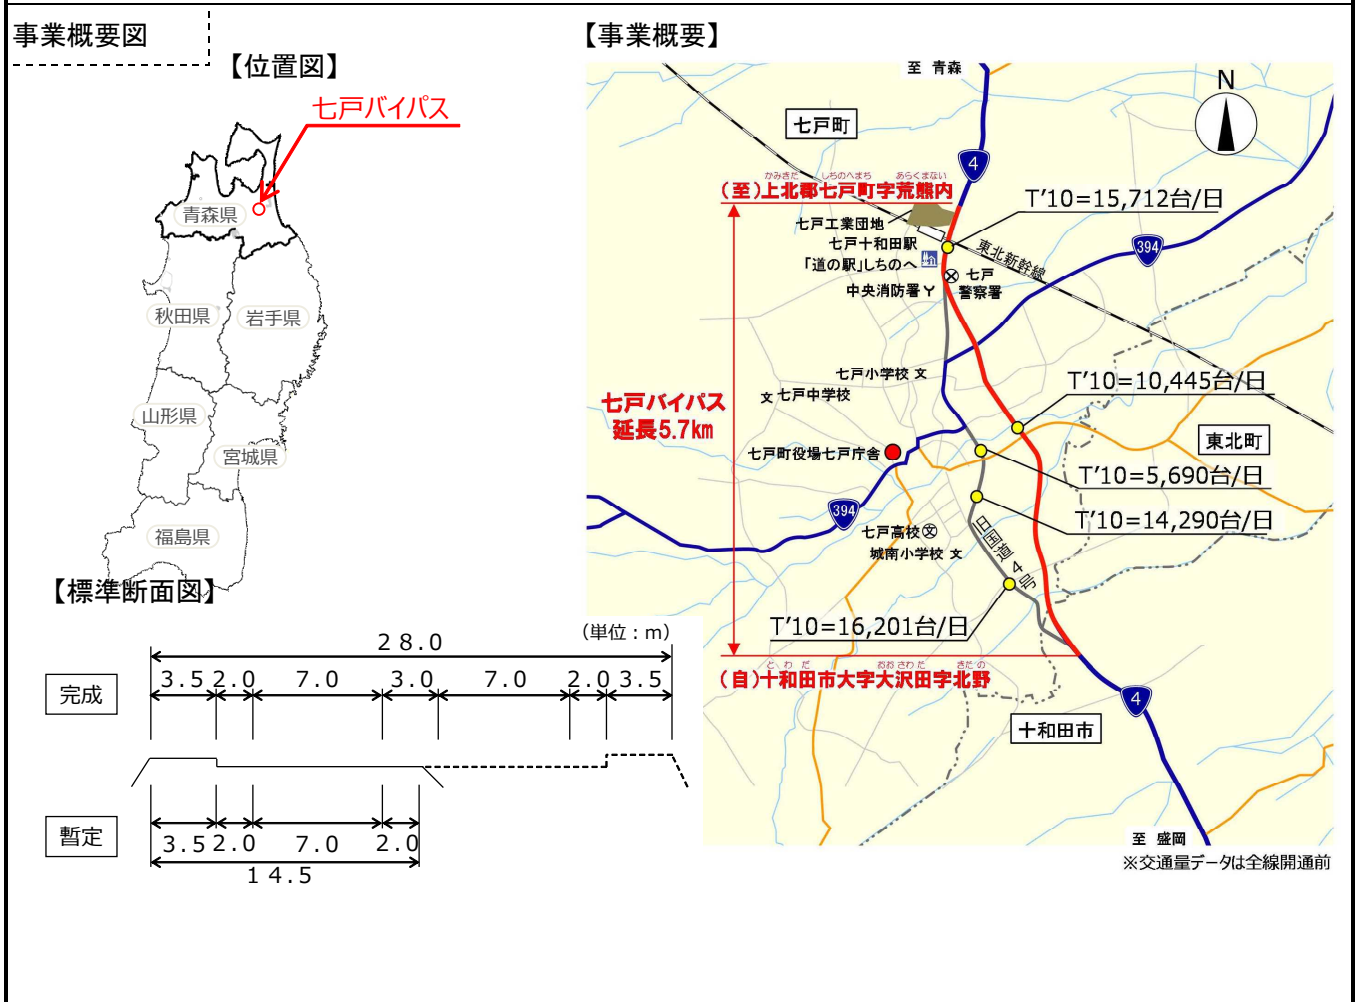 事業概要図
【位置図】
七戸バイパス
青森県
秋田県
岩手県
山形県
宮城県
福島県
【標準断面図】
(単位：m)
28.0
3.5 2.0 7.0 3.0 7.0 2.0 3.5
完成
暫定
3.5 2.0 7.0 2.0
14.5
【事業概要】
至 青森
N
七戸町
4
かみきた しちのへまち あらくまない
(至)上北郡七戸町字荒熊内
T'10=15,712台/日
七戸工業団地
七戸十和田駅
「道の駅」しちのへ
東北新幹線
394
中央消防署
七戸
警察署
七戸小学校 文
文 七戸中学校
T'10=10,445台/日
七戸バイパス
延長5.7km
東北町
七戸町役場七戸庁舎
T'10=5,690台/日
394
T'10=14,290台/日
七戸高校 文
城南小学校 文
旧国道4号
T'10=16,201台/日
とわだ おおさわた きたの
(自)十和田市大字大沢田字北野
4
十和田市
至 盛岡
※交通量データは全線開通前